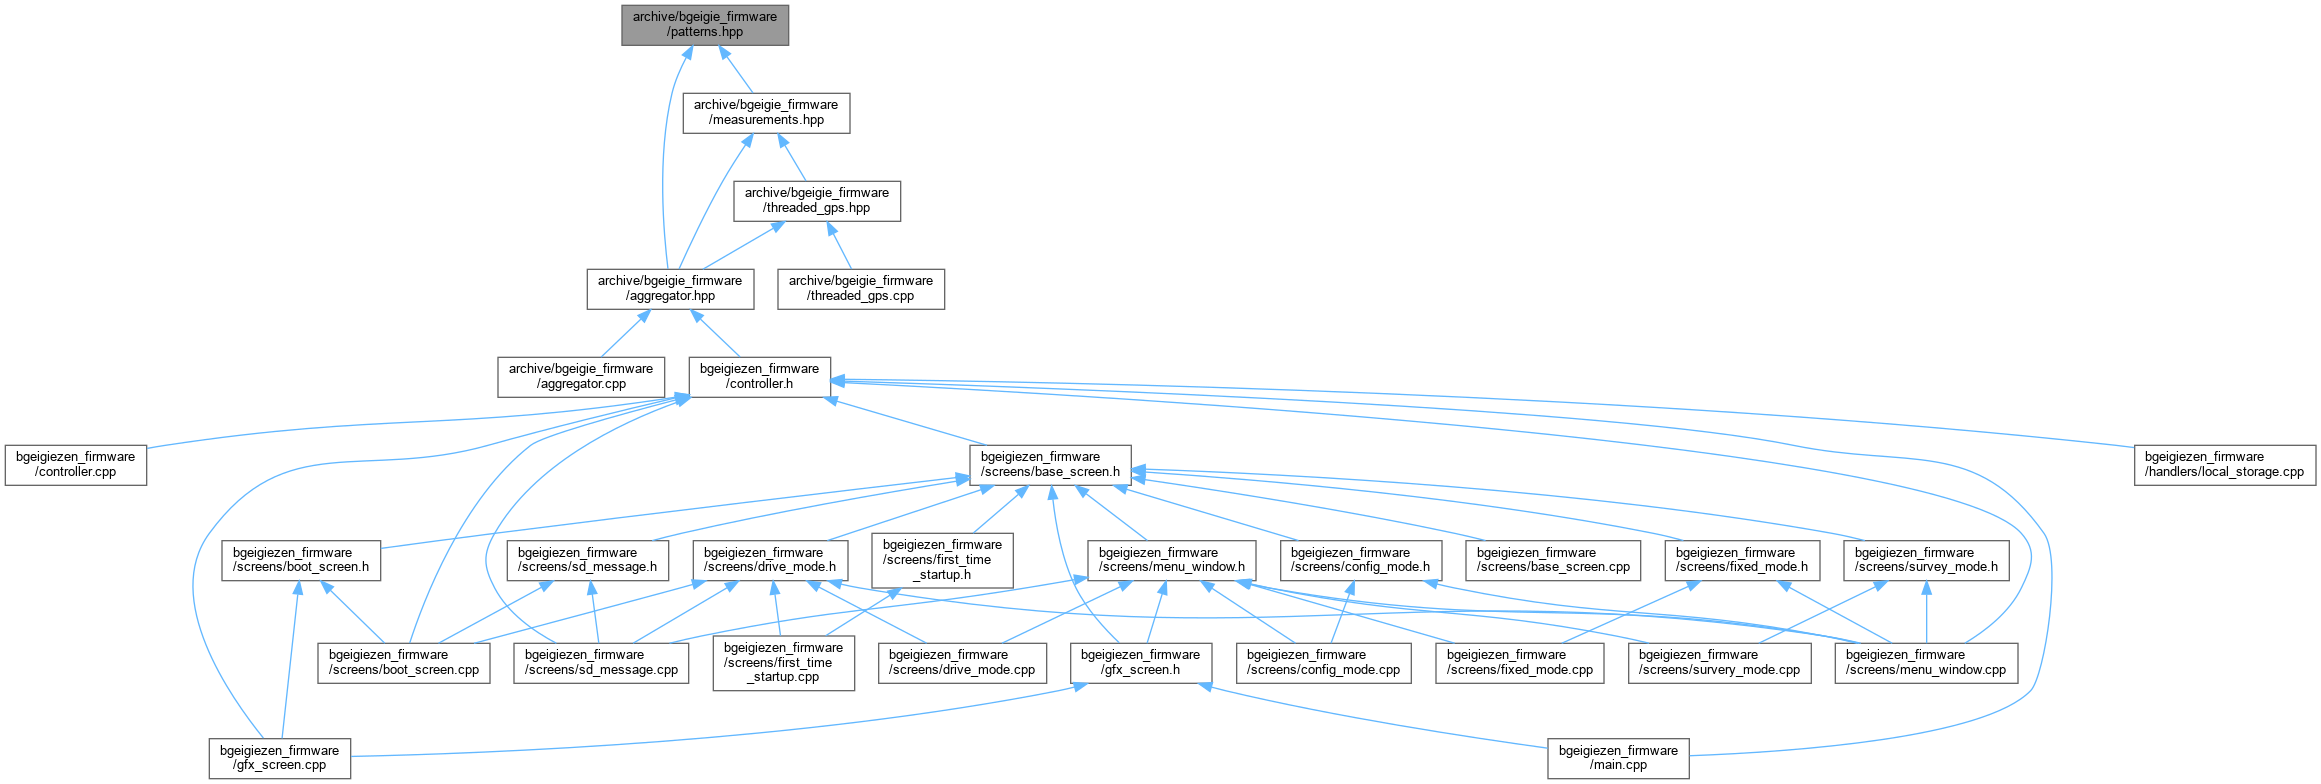 archive/bgeigie_firmware
/patterns.hpp
archive/bgeigie_firmware
/measurements.hpp
archive/bgeigie_firmware
/threaded_gps.hpp
archive/bgeigie_firmware
/aggregator.hpp
archive/bgeigie_firmware
/threaded_gps.cpp
archive/bgeigie_firmware
/aggregator.cpp
bgeigiezen_firmware
/controller.h
bgeigiezen_firmware
/controller.cpp
bgeigiezen_firmware
/screens/base_screen.h
bgeigiezen_firmware
/handlers/local_storage.cpp
bgeigiezen_firmware
/screens/boot_screen.h
bgeigiezen_firmware
/screens/sd_message.h
bgeigiezen_firmware
/screens/drive_mode.h
bgeigiezen_firmware
/screens/first_time
_startup.h
bgeigiezen_firmware
/screens/menu_window.h
bgeigiezen_firmware
/screens/config_mode.h
bgeigiezen_firmware
/screens/base_screen.cpp
bgeigiezen_firmware
/screens/fixed_mode.h
bgeigiezen_firmware
/screens/survey_mode.h
bgeigiezen_firmware
/screens/boot_screen.cpp
bgeigiezen_firmware
/screens/sd_message.cpp
bgeigiezen_firmware
/screens/first_time
_startup.cpp
bgeigiezen_firmware
/screens/drive_mode.cpp
bgeigiezen_firmware
/gfx_screen.h
bgeigiezen_firmware
/screens/config_mode.cpp
bgeigiezen_firmware
/screens/fixed_mode.cpp
bgeigiezen_firmware
/screens/survery_mode.cpp
bgeigiezen_firmware
/screens/menu_window.cpp
bgeigiezen_firmware
/gfx_screen.cpp
bgeigiezen_firmware
/main.cpp